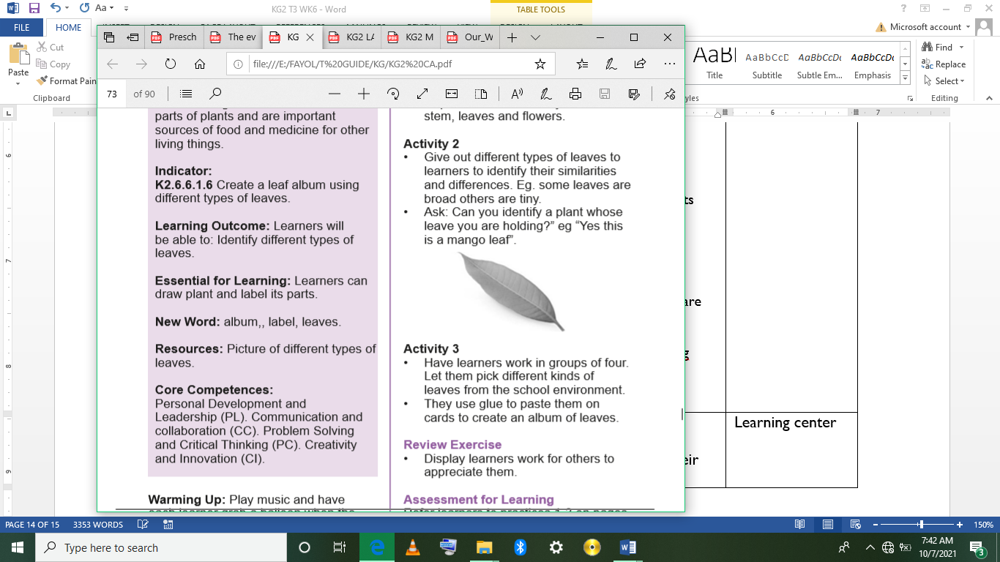 KG2 T3 WK6 - Word
TABLE TOOLS
Aa
?
FILE
HOME
Microsoft account
Cut
Copy
Format Pain
Paste
Clipboard
Presch
The ev
KG
KG2 LA
KG2 M
Our_W
file:///E:/FAYOL/T%20GUIDE/KG/KG2%20CA.pdf
73
of 90
AaBl
Title
AaBbCcD
Subtitle
AaBbCcDc
Subtle Em...
AaBbCcDc
Emphasis
yles
Find
Replace
Select
Editing
L
6
7
6
7
8
9
parts of plants and are important
sources of food and medicine for other
living things.
Indicator:
K2.6.6.1.6 Create a leaf album using
different types of leaves.
Learning Outcome: Learners will
be able to: Identify different types of
leaves.
Essential for Learning: Learners can
draw plant and label its parts.
New Word: album,, label, leaves.
Resources: Picture of different types of
leaves.
Core Competences:
Personal Development and
Leadership (PL). Communication and
collaboration (CC). Problem Solving
and Critical Thinking (PC). Creativity
and Innovation (CI).
Warming Up: Play music and have
stem, leaves and flowers.
Activity 2
• Give out different types of leaves to
learners to identify their similarities
and differences. Eg. some leaves are
broad others are tiny.
• Ask: Can you identify a plant whose
leave you are holding?” eg “Yes this
is a mango leaf”.
Activity 3
• Have learners work in groups of four.
Let them pick different kinds of
leaves from the school environment.
• They use glue to paste them on
cards to create an album of leaves.
Review Exercise
• Display learners work for others to
appreciate them.
Assessment for Learning
ts
are
g
eir
Learning center
PAGE 14 OF 15
3353 WORDS
150%
Type here to search
7:42 AM
10/7/2021
3